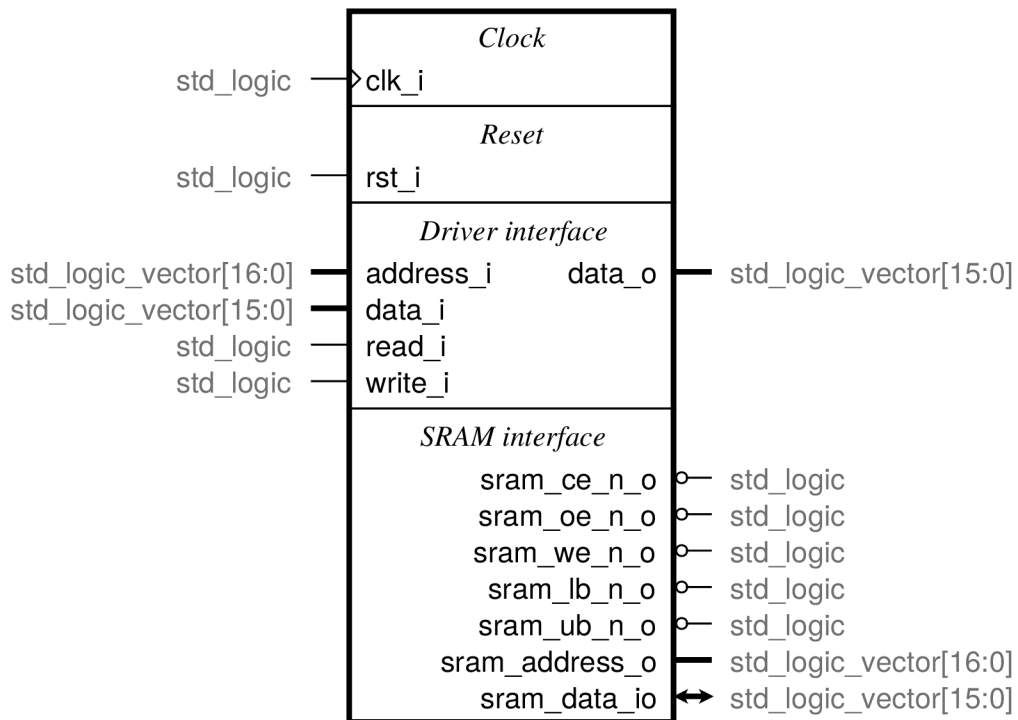 Clock
std_logic clk_i
Reset
std_logic rst_i
Driver interface
std_logic_vector[16:0] address_i data_o std_logic_vector[15:0]
std_logic_vector[15:0] data_i
std_logic read_i
std_logic write_i
SRAM interface
sram_ce_n_o std_logic
sram_oe_n_o std_logic
sram_we_n_o std_logic
sram_lb_n_o std_logic
sram_ub_n_o std_logic
sram_address_o std_logic_vector[16:0]
sram_data_io std_logic_vector[15:0]